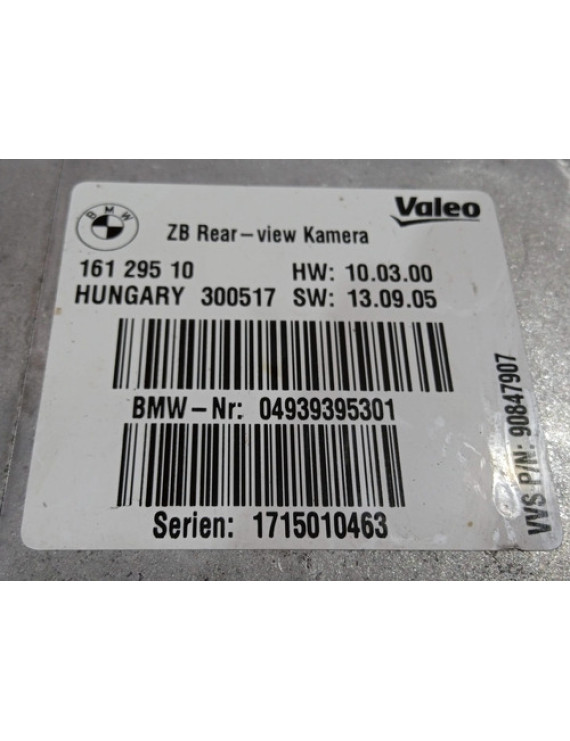 BMW
Valeo
ZB Rear-view Kamera
161 295 10 HW: 10.03.00
HUNGARY 300517 SW: 13.09.05
BMW-Nr: 04939395301
Serien: 1715010463
VVS P/N: 90847907